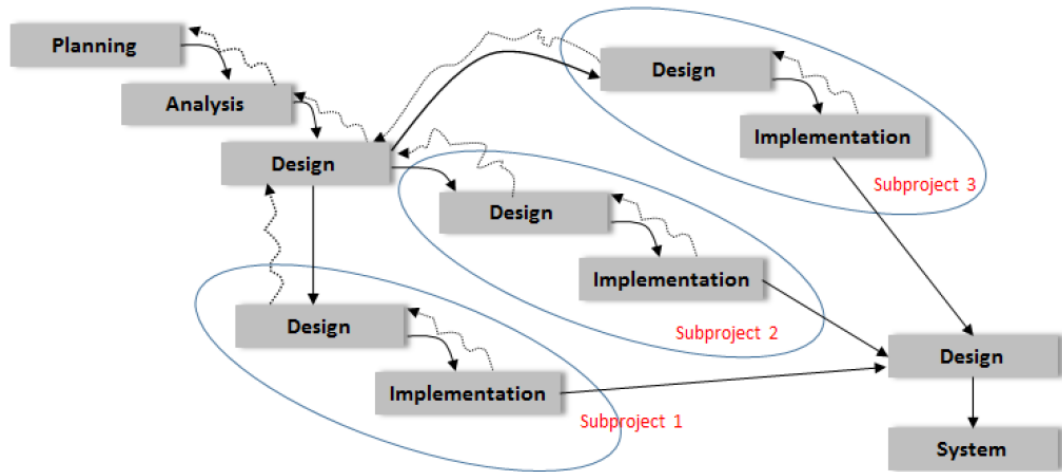 Planning
Analysis
Design
Design
Implementation
Subproject 3
Design
Implementation
Subproject 2
Design
Implementation
Subproject 1
Design
System